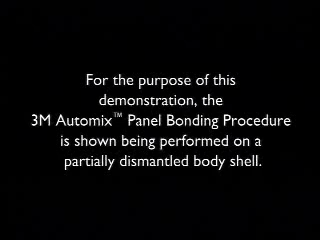 For the purpose of this
demonstration, the
3M Automix™ Panel Bonding Procedure
is shown being performed on a
partially dismantled body shell.